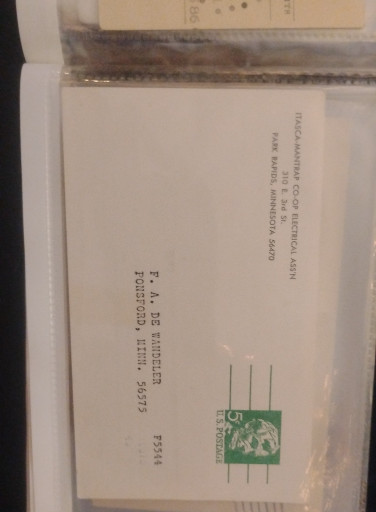 ITASCA-MANTRAP CO-OP ELECTRICAL ASS'N
310 E. 3rd St.
PARK RAPIDS, MINNESOTA 56470
5¢
U.S. POSTAGE
F. A. DE WANDELER F5544
PONSFORD, MINN. 56575
86